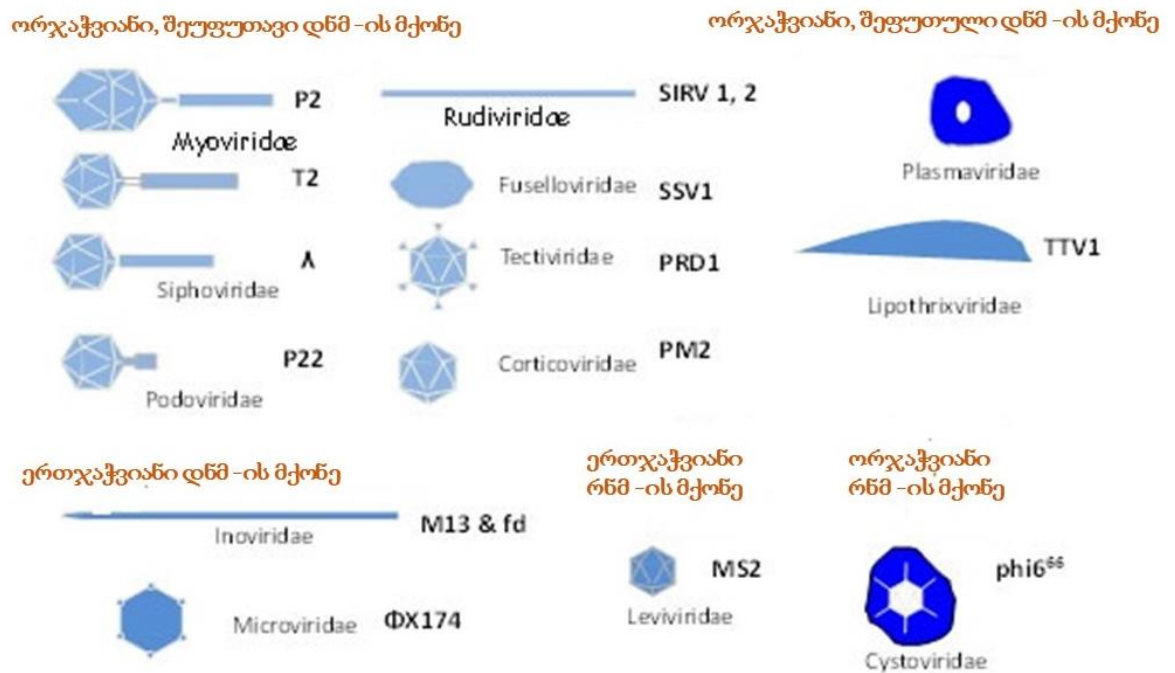 ორჯაჭვიანი, შეუფუთავი დნმ -ის მქონე
P2
Myoviridae
T2
λ
Siphoviridae
P22
Podoviridae
SIRV 1, 2
Rudiviridae
Fuselloviridae SSV1
Tectiviridae PRD1
Corticoviridae PM2
ორჯაჭვიანი, შეფუთული დნმ -ის მქონე
Plasmaviridae
TTV1
Lipothrixviridae
ერთჯაჭვიანი დნმ -ის მქონე
Inoviridae M13 & fd
Microviridae ΦX174
ერთჯაჭვიანი
რნმ -ის მქონე
MS2
Leviviridae
ორჯაჭვიანი
რნმ -ის მქონე
phi6⁶⁶
Cystoviridae